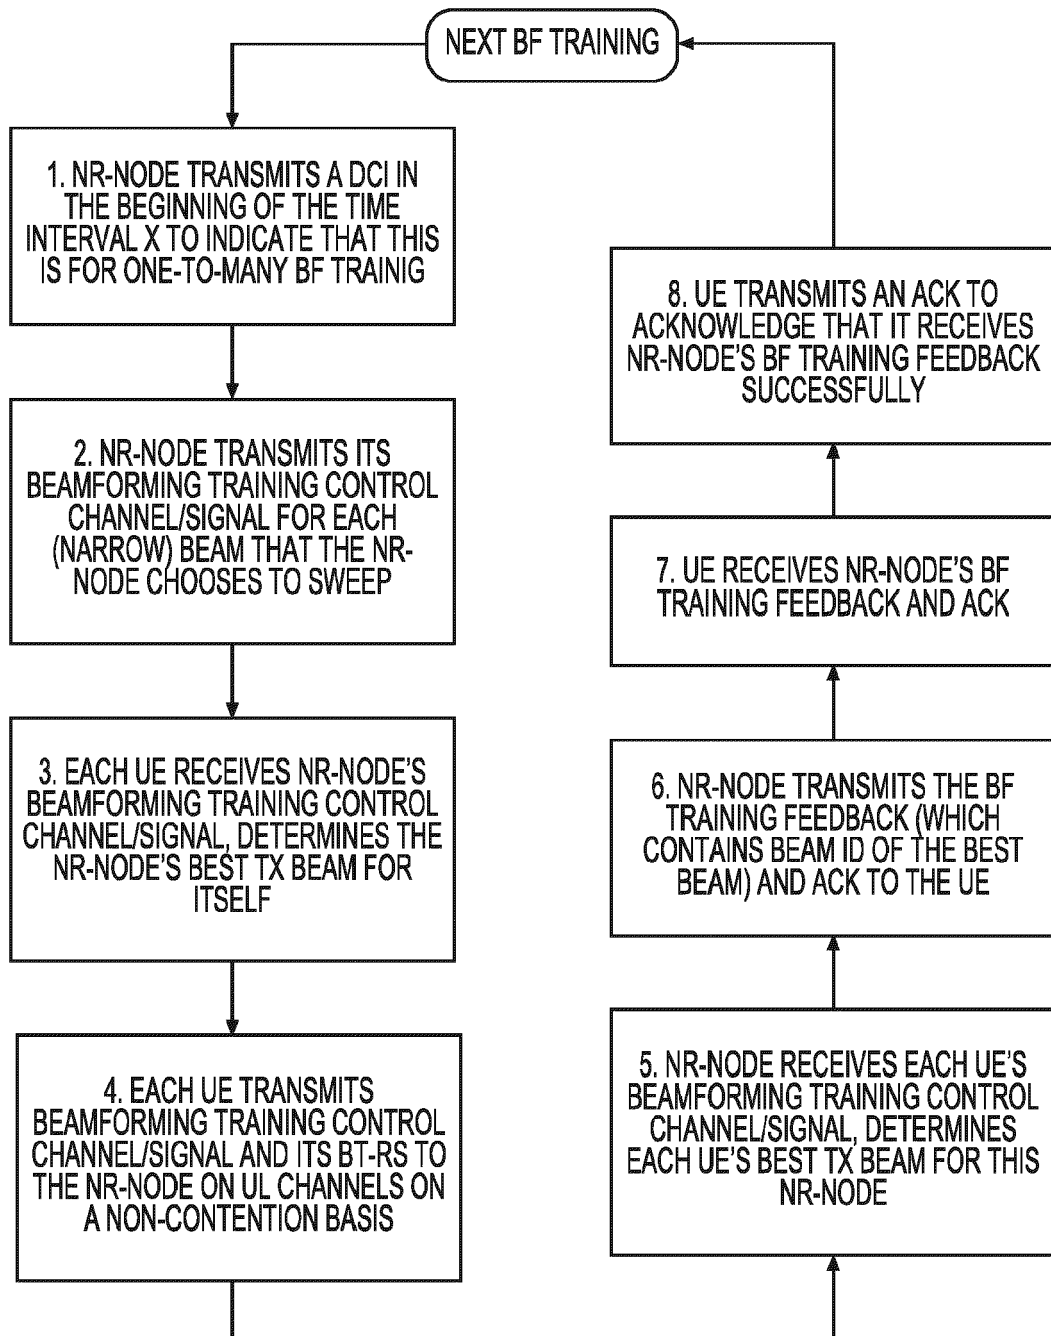 NEXT BF TRAINING
1. NR-NODE TRANSMITS A DCI IN
THE BEGINNING OF THE TIME
INTERVAL X TO INDICATE THAT THIS
IS FOR ONE-TO-MANY BF TRAINIG
2. NR-NODE TRANSMITS ITS
BEAMFORMING TRAINING CONTROL
CHANNEL/SIGNAL FOR EACH
(NARROW) BEAM THAT THE NR-
NODE CHOOSES TO SWEEP
3. EACH UE RECEIVES NR-NODE'S
BEAMFORMING TRAINING CONTROL
CHANNEL/SIGNAL, DETERMINES THE
NR-NODE'S BEST TX BEAM FOR
ITSELF
4. EACH UE TRANSMITS
BEAMFORMING TRAINING CONTROL
CHANNEL/SIGNAL AND ITS BT-RS TO
THE NR-NODE ON UL CHANNELS ON
A NON-CONTENTION BASIS
5. NR-NODE RECEIVES EACH UE'S
BEAMFORMING TRAINING CONTROL
CHANNEL/SIGNAL, DETERMINES
EACH UE'S BEST TX BEAM FOR THIS
NR-NODE
6. NR-NODE TRANSMITS THE BF
TRAINING FEEDBACK (WHICH
CONTAINS BEAM ID OF THE BEST
BEAM) AND ACK TO THE UE
7. UE RECEIVES NR-NODE'S BF
TRAINING FEEDBACK AND ACK
8. UE TRANSMITS AN ACK TO
ACKNOWLEDGE THAT IT RECEIVES
NR-NODE'S BF TRAINING FEEDBACK
SUCCESSFULLY